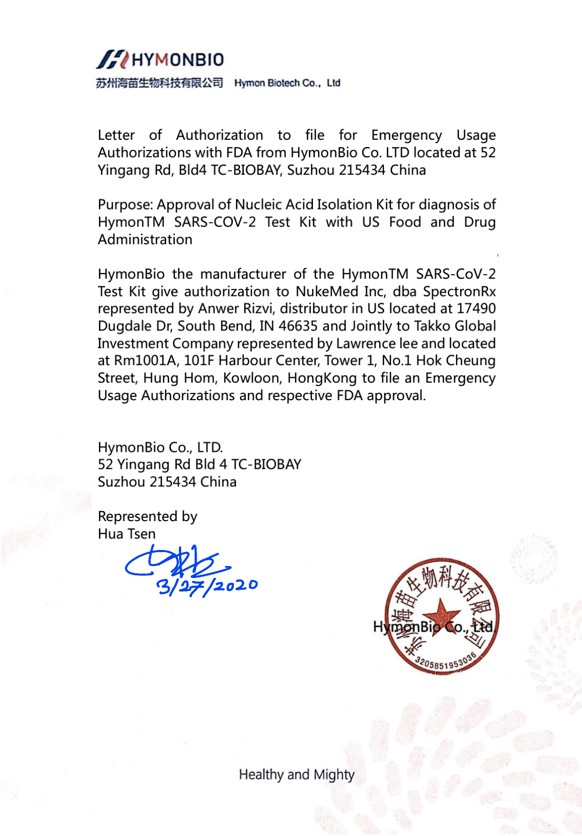 HYMONBIO
苏州海苗生物科技有限公司 Hymon Biotech Co., Ltd
Letter of Authorization to file for Emergency Usage
Authorizations with FDA from HymonBio Co. LTD located at 52
Yingang Rd, Bld4 TC-BIOBAY, Suzhou 215434 China
Purpose: Approval of Nucleic Acid Isolation Kit for diagnosis of
HymonTM SARS-COV-2 Test Kit with US Food and Drug
Administration
HymonBio the manufacturer of the HymonTM SARS-CoV-2
Test Kit give authorization to NukeMed Inc, dba SpectronRx
represented by Anwer Rizvi, distributor in US located at 17490
Dugdale Dr, South Bend, IN 46635 and Jointly to Takko Global
Investment Company represented by Lawrence lee and located
at Rm1001A, 101F Harbour Center, Tower 1, No.1 Hok Cheung
Street, Hung Hom, Kowloon, HongKong to file an Emergency
Usage Authorizations and respective FDA approval.
HymonBio Co., LTD.
52 Yingang Rd Bld 4 TC-BIOBAY
Suzhou 215434 China
Represented by
Hua Tsen
3/27/2020
苏州海苗生物科技有限公司
HymonBio Co., Ltd.
3205851953036
Healthy and Mighty